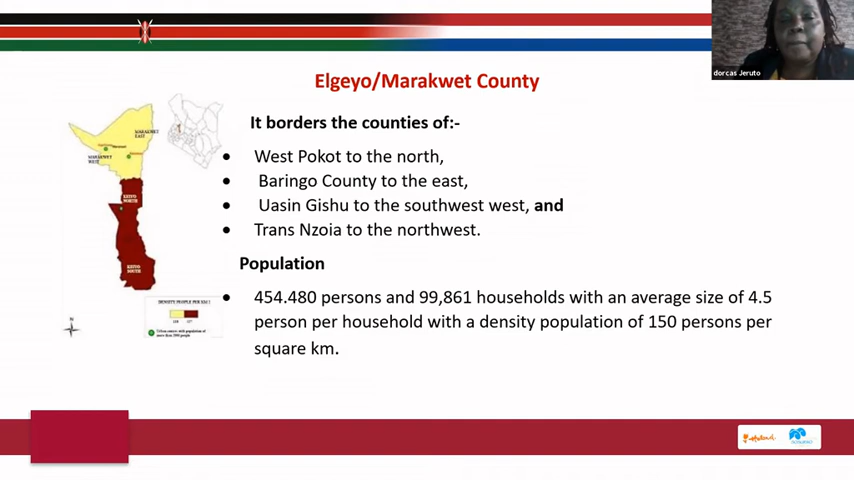 dorcas Jeruto
Elgeyo/Marakwet County
It borders the counties of:-
West Pokot to the north,
Baringo County to the east,
Uasin Gishu to the southwest west, and
Trans Nzoia to the northwest.
Population
454.480 persons and 99,861 households with an average size of 4.5
person per household with a density population of 150 persons per
square km.
MARAKWET
EAST
MARAKWET
WEST
KEIYO
NORTH
KEIYO
SOUTH
N